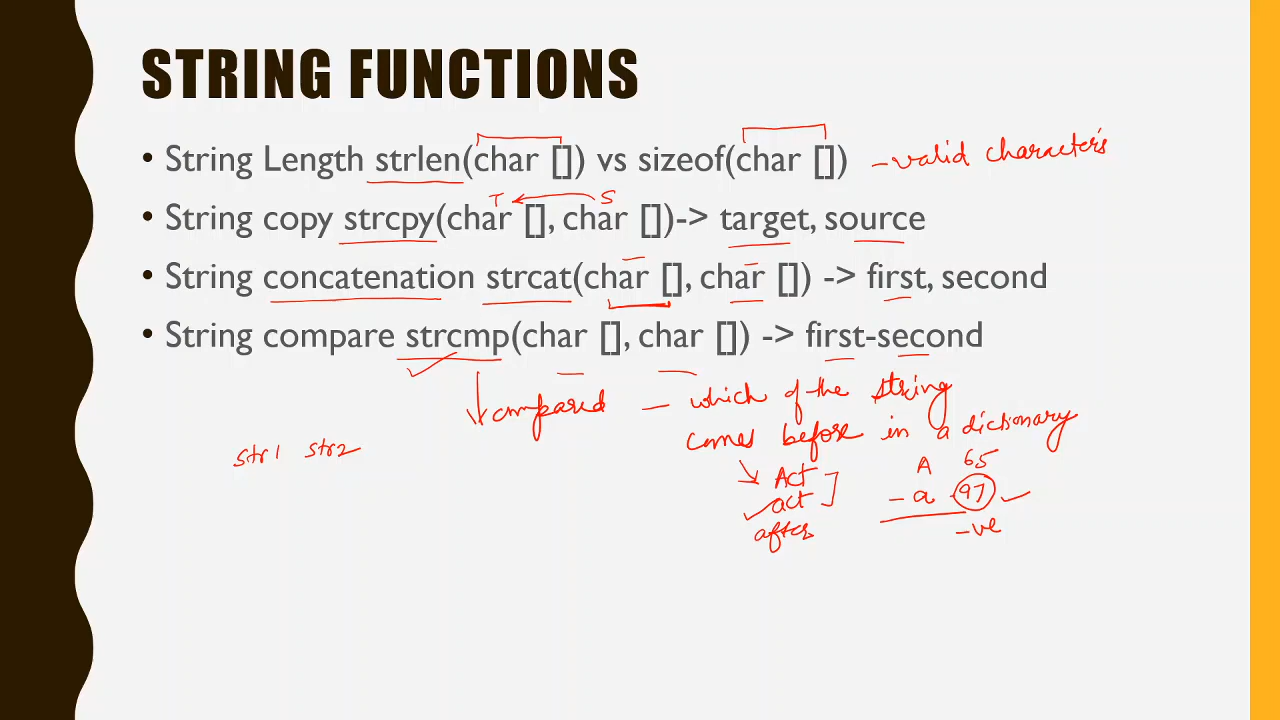 STRING FUNCTIONS
• String Length strlen(char []) vs sizeof(char []) - valid characters
T S
• String copy strcpy(char [], char [])-> target, source
• String concatenation strcat(char [], char []) -> first, second
• String compare strcmp(char [], char []) -> first-second
compared - which of the string
comes before in a dictionary
str1 str2
Act A 65
act - a 97
after -ve